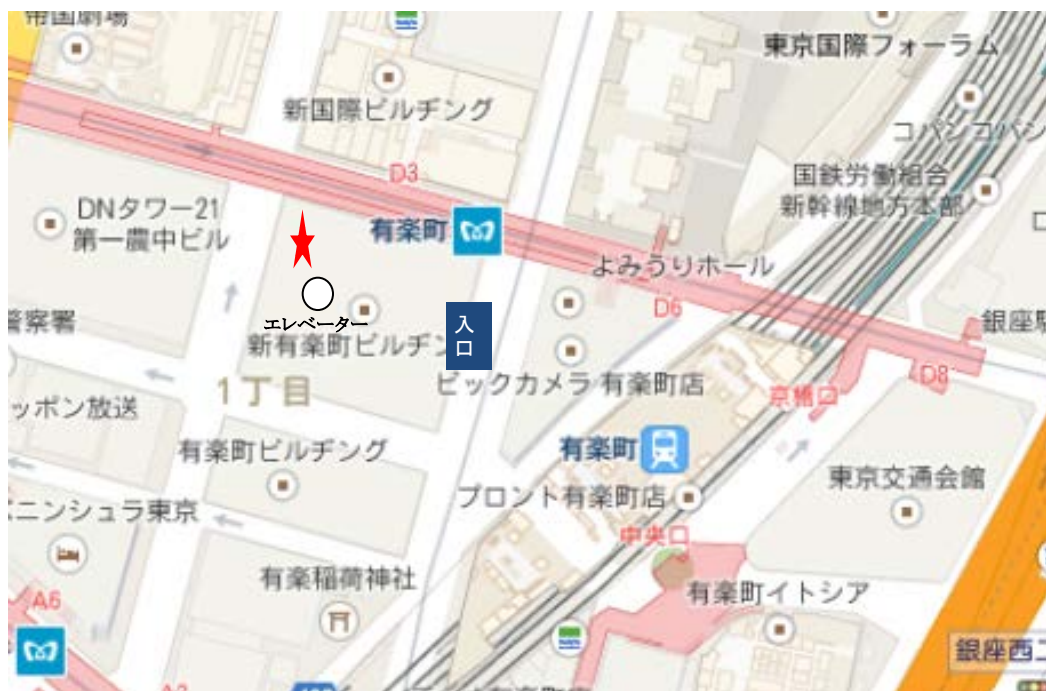 帝国劇場
東京国際フォーラム
新国際ビルヂング
コバシコバシ
D3
国鉄労働組合
新幹線地方本部
DNタワー21
第一農中ビル
有楽町
よみうりホール
D6
エレベーター
入口
警察署
銀座駅
新有楽町ビルヂン
ビックカメラ 有楽町店
D8
1丁目
京橋口
ッポン放送
有楽町ビルヂング
有楽町
東京交通会館
プロント有楽町店
ニンシュラ東京
中央口
有楽稲荷神社
有楽町イトシア
A6
銀座西二